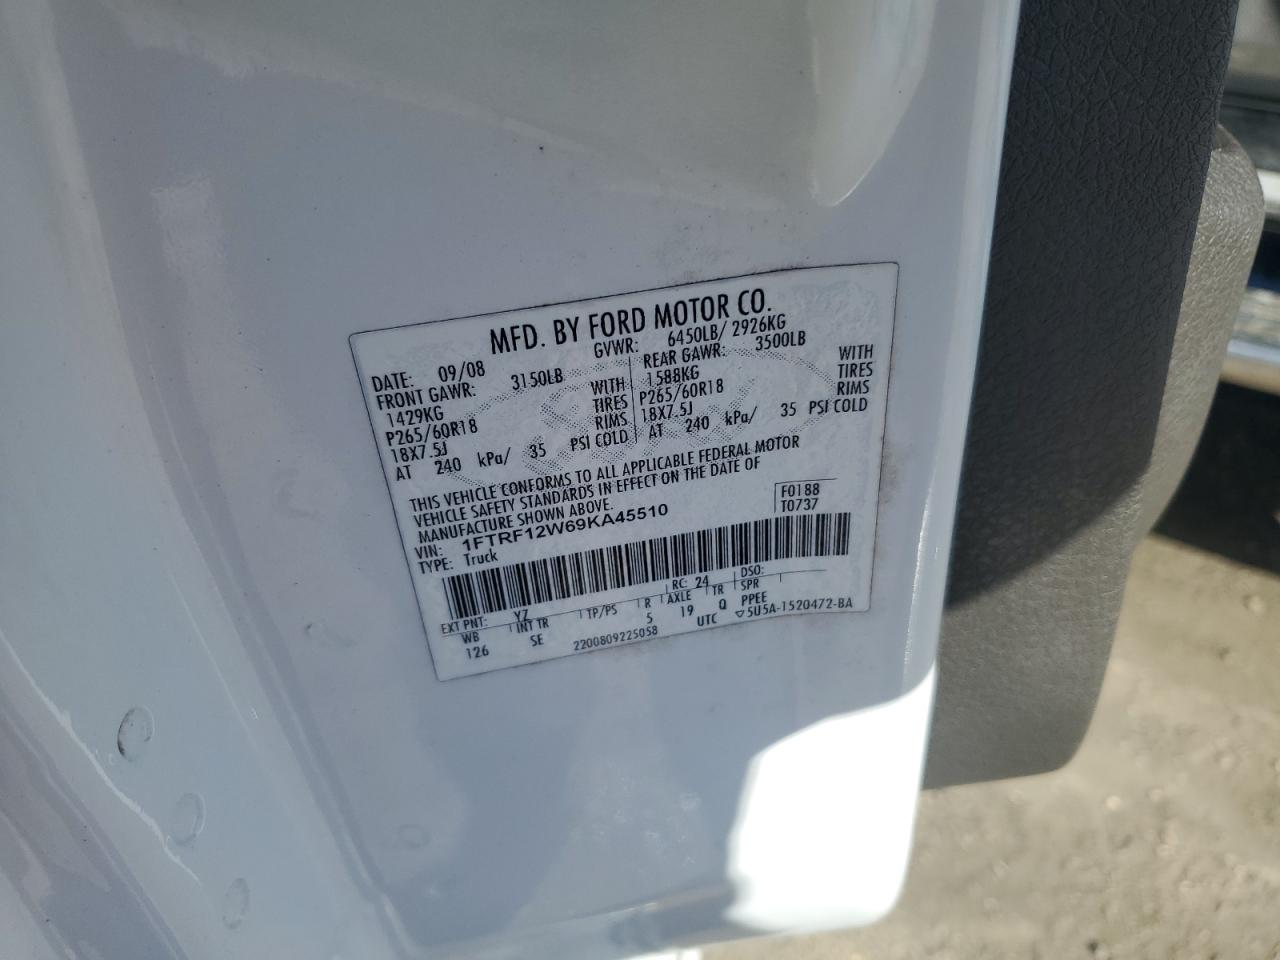 MFD. BY FORD MOTOR CO.
DATE: 09/08 GVWR: 6450LB/ 2926KG
FRONT GAWR: 3150LB REAR GAWR: 3500LB
1429KG WITH 1588KG WITH
P265/60R18 TIRES P265/60R18 TIRES
18X7.5J RIMS 18X7.5J RIMS
AT 240 kPa/ 35 PSI COLD AT 240 kPa/ 35 PSI COLD
THIS VEHICLE CONFORMS TO ALL APPLICABLE FEDERAL MOTOR
VEHICLE SAFETY STANDARDS IN EFFECT ON THE DATE OF
MANUFACTURE SHOWN ABOVE.
VIN: 1FTRF12W69KA45510 F0188
TYPE: Truck T0737
EXT PNT: YZ RC: 24 DSO:
WB INT TR TP/PS R AXLE TR SPR
126 SE 5 19 Q PPEE
2200809225058 UTC ▽5U5A-1520472-BA